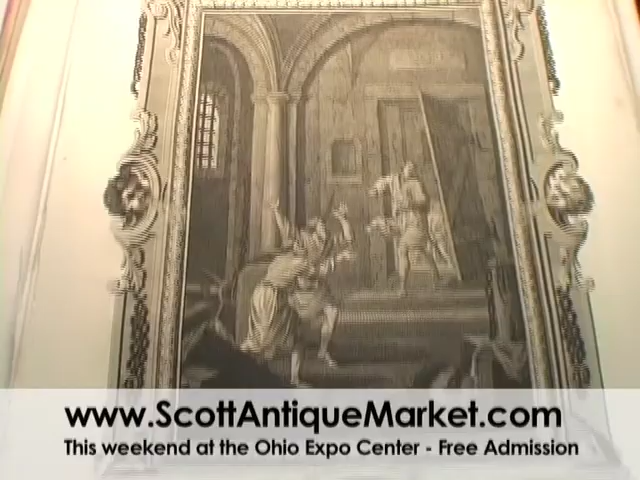 www.ScottAntiqueMarket.com
This weekend at the Ohio Expo Center - Free Admission